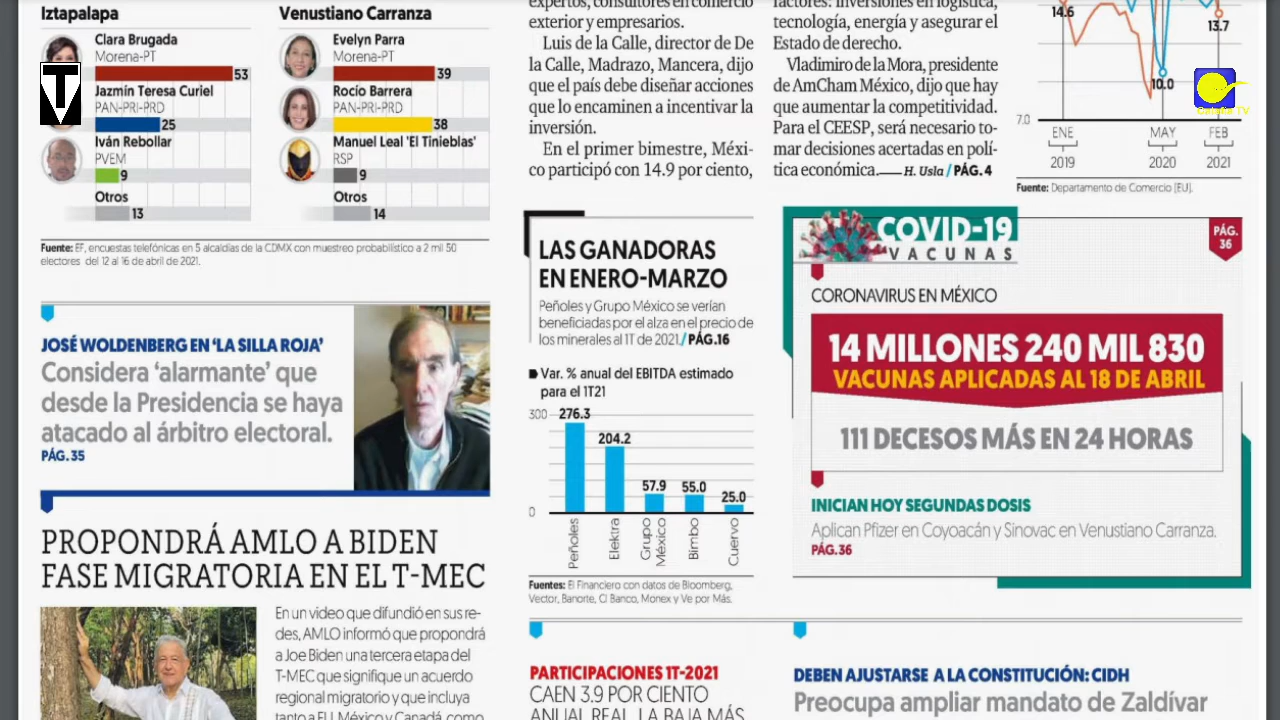 Iztapalapa
Clara Brugada
Morena-PT
53
Jazmín Teresa Curiel
PAN-PRI-PRD
25
Iván Rebollar
PVEM
9
Otros
13
Venustiano Carranza
Evelyn Parra
Morena-PT
39
Rocío Barrera
PAN-PRI-PRD
38
Manuel Leal 'El Tinieblas'
RSP
9
Otros
14
Fuente: EF, encuestas telefónicas en 5 alcaldías de la CDMX con muestreo probabilístico a 2 mil 50
electores del 12 al 16 de abril de 2021.
JOSÉ WOLDENBERG EN 'LA SILLA ROJA'
Considera 'alarmante' que
desde la Presidencia se haya
atacado al árbitro electoral.
PÁG. 35
PROPONDRÁ AMLO A BIDEN
FASE MIGRATORIA EN EL T-MEC
En un video que difundió en sus re-
des, AMLO informó que propondrá
a Joe Biden una tercera etapa del
T-MEC que signifique un acuerdo
regional migratorio y que incluya
tanto a EU, México y Canadá, como
expertos, consultores en comercio
exterior y empresarios.
Luis de la Calle, director de De
la Calle, Madrazo, Mancera, dijo
que el país debe diseñar acciones
que lo encaminen a incentivar la
inversión.
En el primer bimestre, Méxi-
co participó con 14.9 por ciento,
factores: inversiones en logística,
tecnología, energía y asegurar el
Estado de derecho.
Vladimiro de la Mora, presidente
de AmCham México, dijo que hay
que aumentar la competitividad.
Para el CEESP, será necesario to-
mar decisiones acertadas en polí-
tica económica. H. Usla / PÁG. 4
14.6
13.7
10.0
7.0
ENE
MAY
FEB
2019
2020
2021
Fuente: Departamento de Comercio (EU).
Caleta TV
LAS GANADORAS
EN ENERO-MARZO
Peñoles y Grupo México se verían
beneficiadas por el alza en el precio de
los minerales al 1T de 2021./ PÁG.16
Var. % anual del EBITDA estimado
para el 1T21
300
276.3
204.2
57.9
55.0
25.0
0
Peñoles
Elektra
Grupo
México
Bimbo
Cuervo
Fuentes: El Financiero con datos de Bloomberg,
Vector, Banorte, CI Banco, Monex y Ve por Más.
COVID-19
VACUNAS
PÁG.
36
CORONAVIRUS EN MÉXICO
14 MILLONES 240 MIL 830
VACUNAS APLICADAS AL 18 DE ABRIL
111 DECESOS MÁS EN 24 HORAS
INICIAN HOY SEGUNDAS DOSIS
Aplican Pfizer en Coyoacán y Sinovac en Venustiano Carranza.
PÁG. 36
PARTICIPACIONES 1T-2021
CAEN 3.9 POR CIENTO
ANUAL REAL, LA BAJA MÁS
DEBEN AJUSTARSE A LA CONSTITUCIÓN: CIDH
Preocupa ampliar mandato de Zaldívar